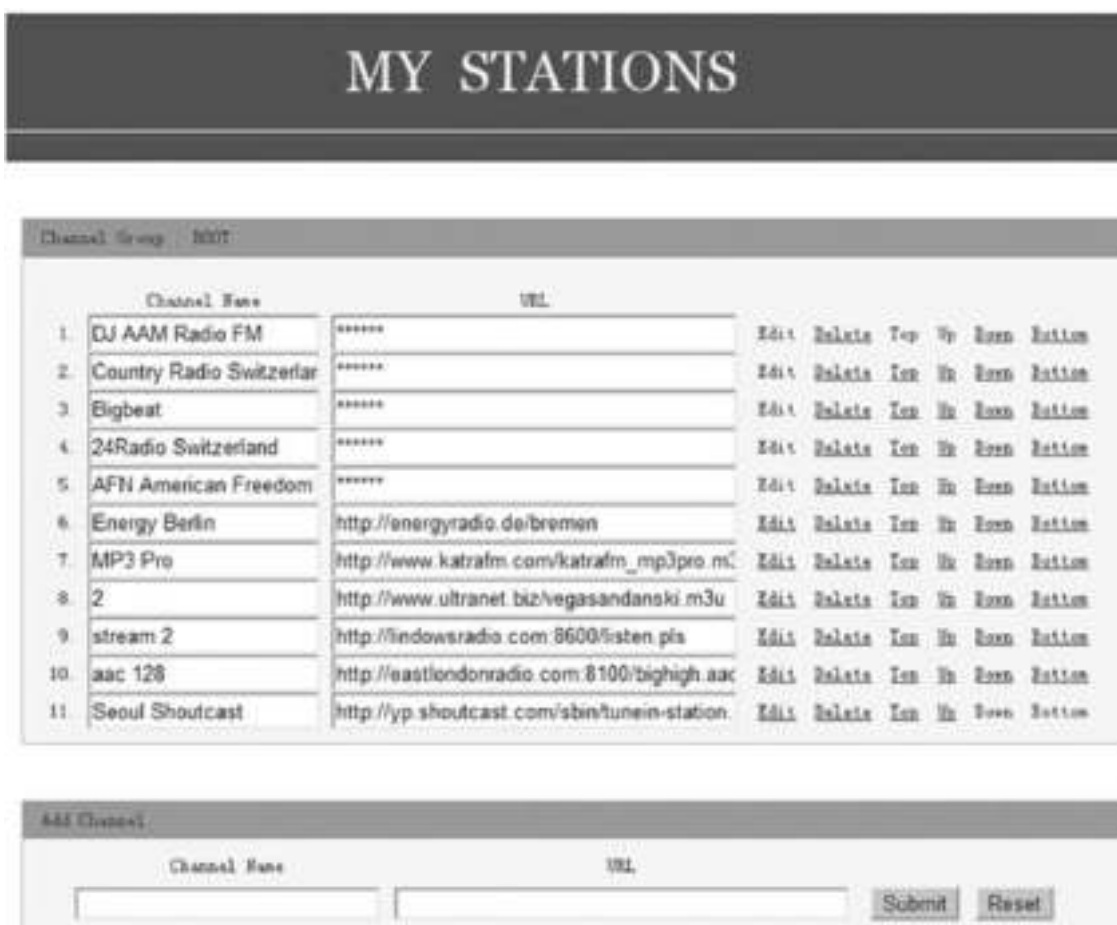 MY STATIONS
Channel Group : ROOT
Channel Name URL
1. DJ AAM Radio FM ****** Edit Delete Top Up Down Bottom
2. Country Radio Switzerlar ****** Edit Delete Top Up Down Bottom
3. Bigbeat ****** Edit Delete Top Up Down Bottom
4. 24Radio Switzerland ****** Edit Delete Top Up Down Bottom
5. AFN American Freedom ****** Edit Delete Top Up Down Bottom
6. Energy Berlin http://energyradio.de/bremen Edit Delete Top Up Down Bottom
7. MP3 Pro http://www.katrafm.com/katrafm_mp3pro.m3 Edit Delete Top Up Down Bottom
8. 2 http://www.ultranet.biz/vegasandanski.m3u Edit Delete Top Up Down Bottom
9. stream 2 http://lindowsradio.com:8600/listen.pls Edit Delete Top Up Down Bottom
10. aac 128 http://eastlondonradio.com:8100/bighigh.aac Edit Delete Top Up Down Bottom
11. Seoul Shoutcast http://yp.shoutcast.com/sbin/tunein-station. Edit Delete Top Up Down Bottom
Add Channel
Channel Name URL
Submit Reset